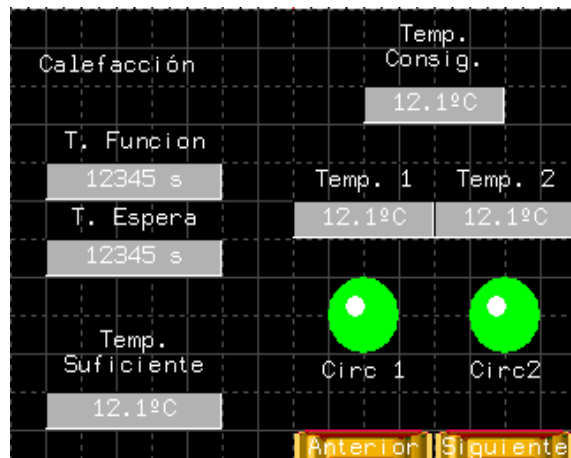 Calefacción
Temp.
Consig.
12.1ºC
T. Funcion
12345 s
T. Espera
12345 s
Temp. 1
Temp. 2
12.1ºC
12.1ºC
Circ 1
Circ2
Temp.
Suficiente
12.1ºC
Anterior
Siguiente